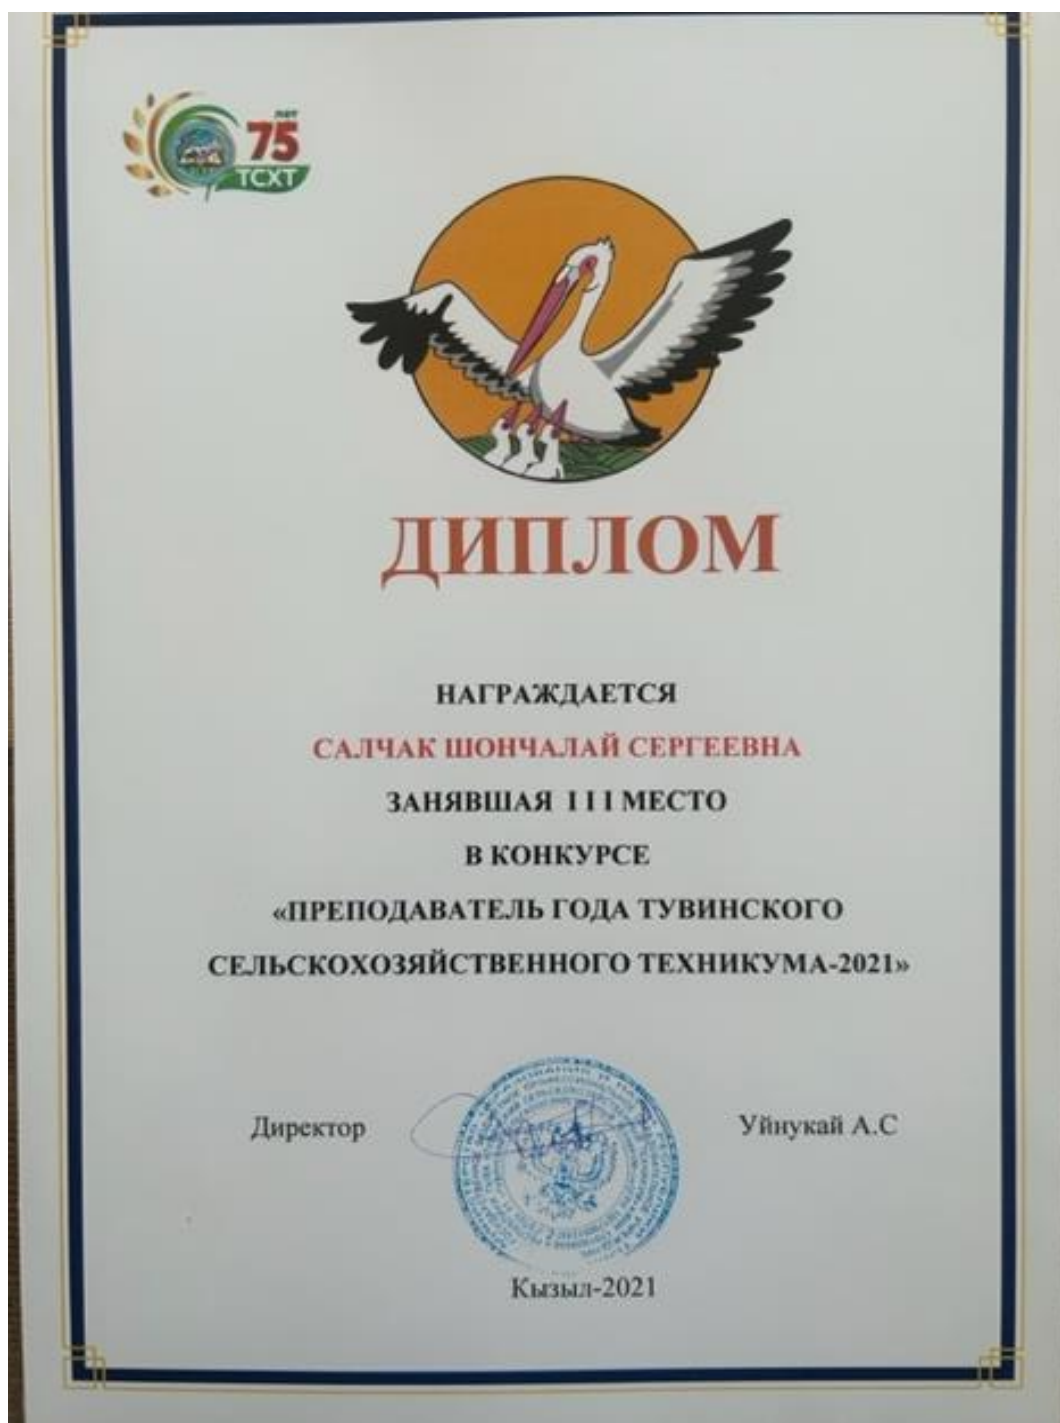 лет
75
ТСХТ
ДИПЛОМ
НАГРАЖДАЕТСЯ
САЛЧАК ШОНЧАЛАЙ СЕРГЕЕВНА
ЗАНЯВШАЯ I I I МЕСТО
В КОНКУРСЕ
«ПРЕПОДАВАТЕЛЬ ГОДА ТУВИНСКОГО
СЕЛЬСКОХОЗЯЙСТВЕННОГО ТЕХНИКУМА-2021»
Директор Уйнукай А.С
Кызыл-2021